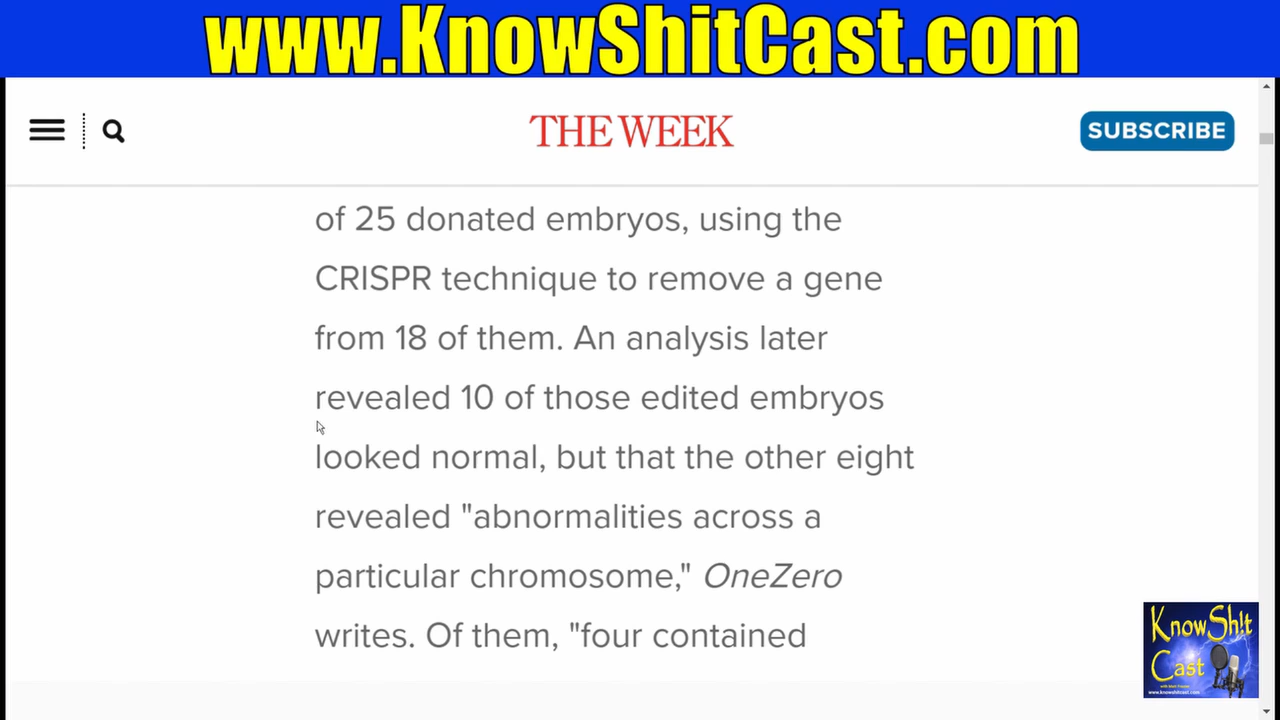 www.KnowShitCast.com
THE WEEK
SUBSCRIBE
of 25 donated embryos, using the
CRISPR technique to remove a gene
from 18 of them. An analysis later
revealed 10 of those edited embryos
looked normal, but that the other eight
revealed "abnormalities across a
particular chromosome," OneZero
writes. Of them, "four contained
KnowSh!t
Cast
www.knowshitcast.com